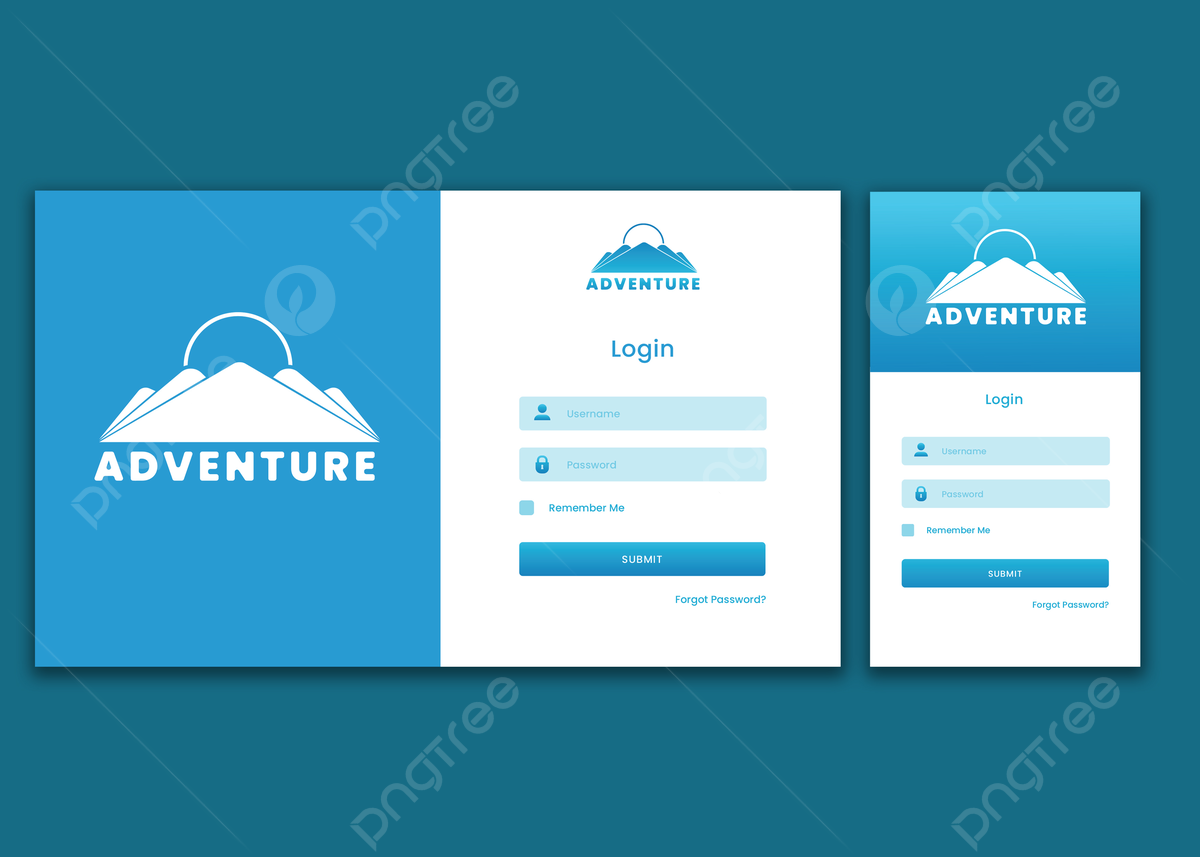 ADVENTURE
ADVENTURE
Login
Username
Password
Remember Me
SUBMIT
Forgot Password?
ADVENTURE
Login
Username
Password
Remember Me
SUBMIT
Forgot Password?
pngtree
pngtree
pngtree
pngtree
pngtree
pngtree